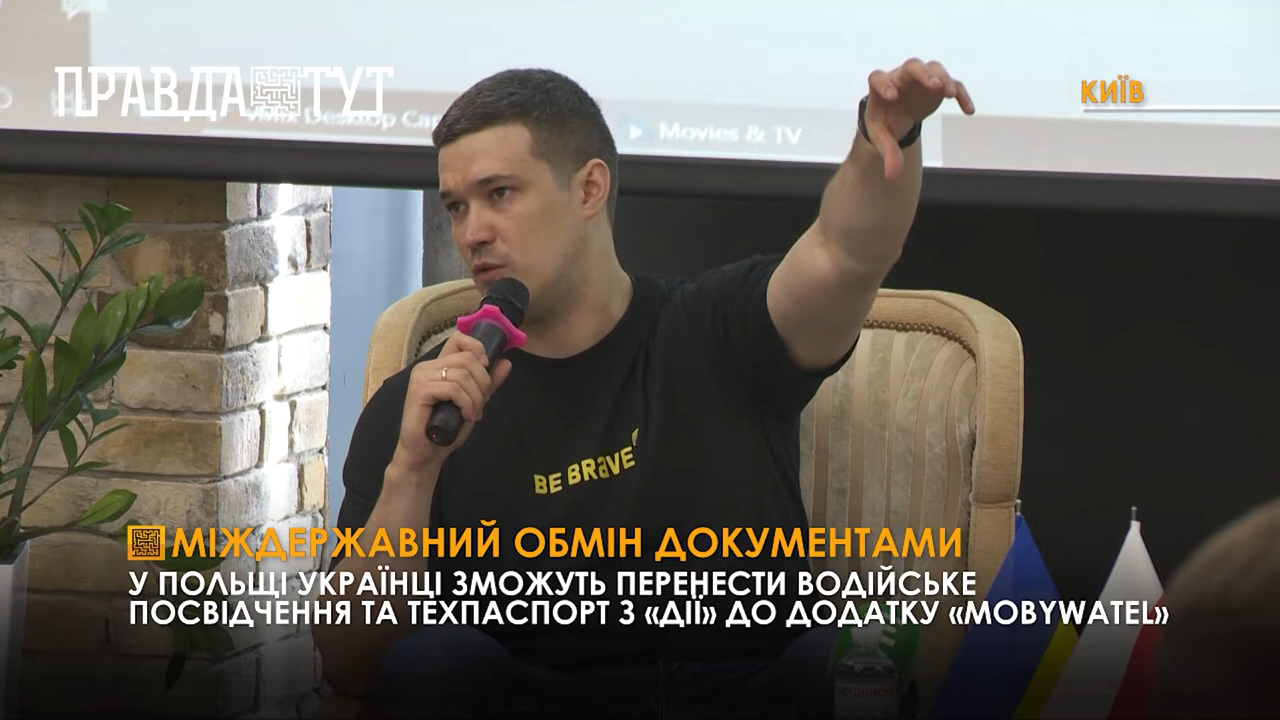 ПРАВДА ТУТ
КИЇВ
Movies & TV
BE BRAVE
МІЖДЕРЖАВНИЙ ОБМІН ДОКУМЕНТАМИ
У ПОЛЬЩІ УКРАЇНЦІ ЗМОЖУТЬ ПЕРЕНЕСТИ ВОДІЙСЬКЕ
ПОСВІДЧЕННЯ ТА ТЕХПАСПОРТ З «ДІЇ» ДО ДОДАТКУ «MOBYWATEL»